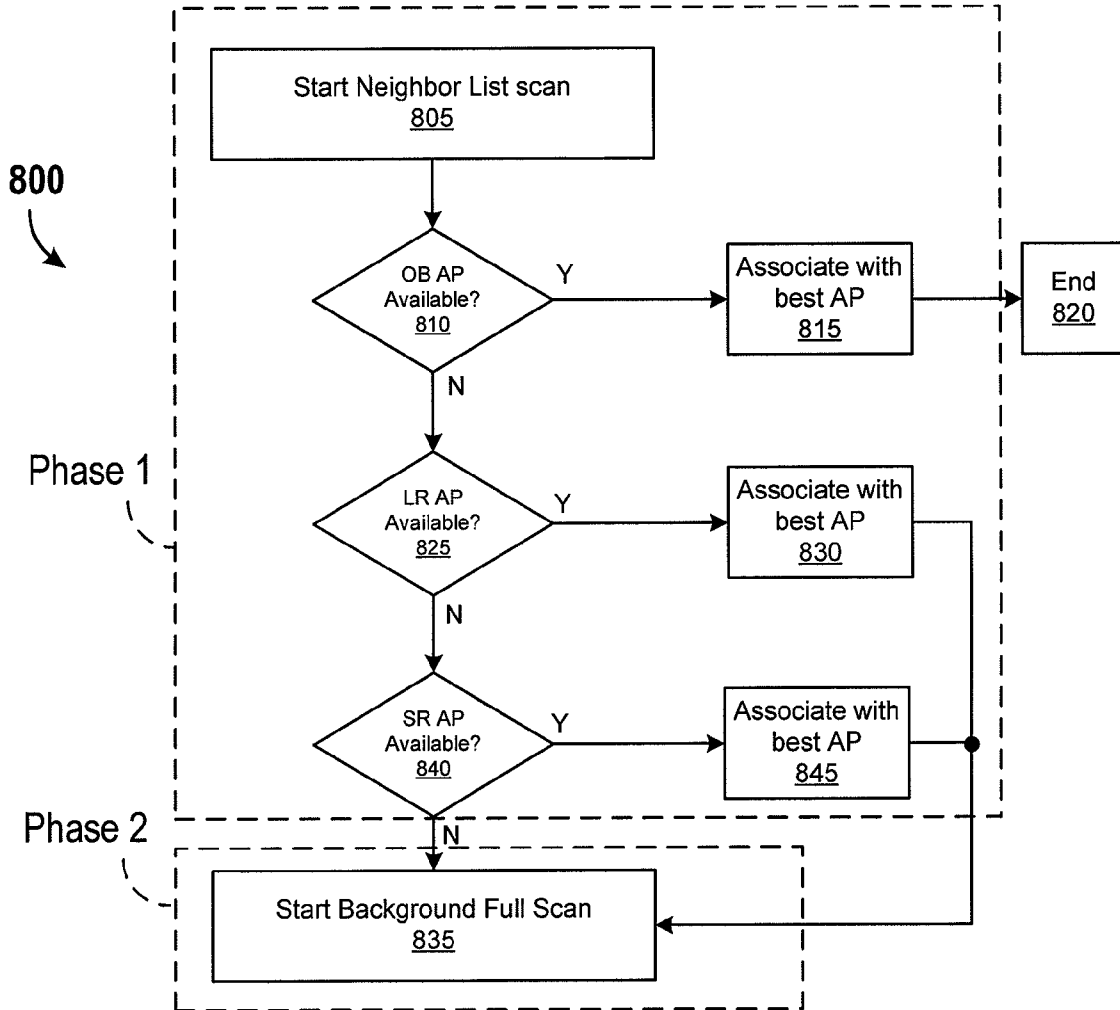 Start Neighbor List scan
805
800
OB AP
Available?
810
Y
Associate with
best AP
815
End
820
N
Phase 1
LR AP
Available?
825
Y
Associate with
best AP
830
N
SR AP
Available?
840
Y
Associate with
best AP
845
Phase 2
N
Start Background Full Scan
835